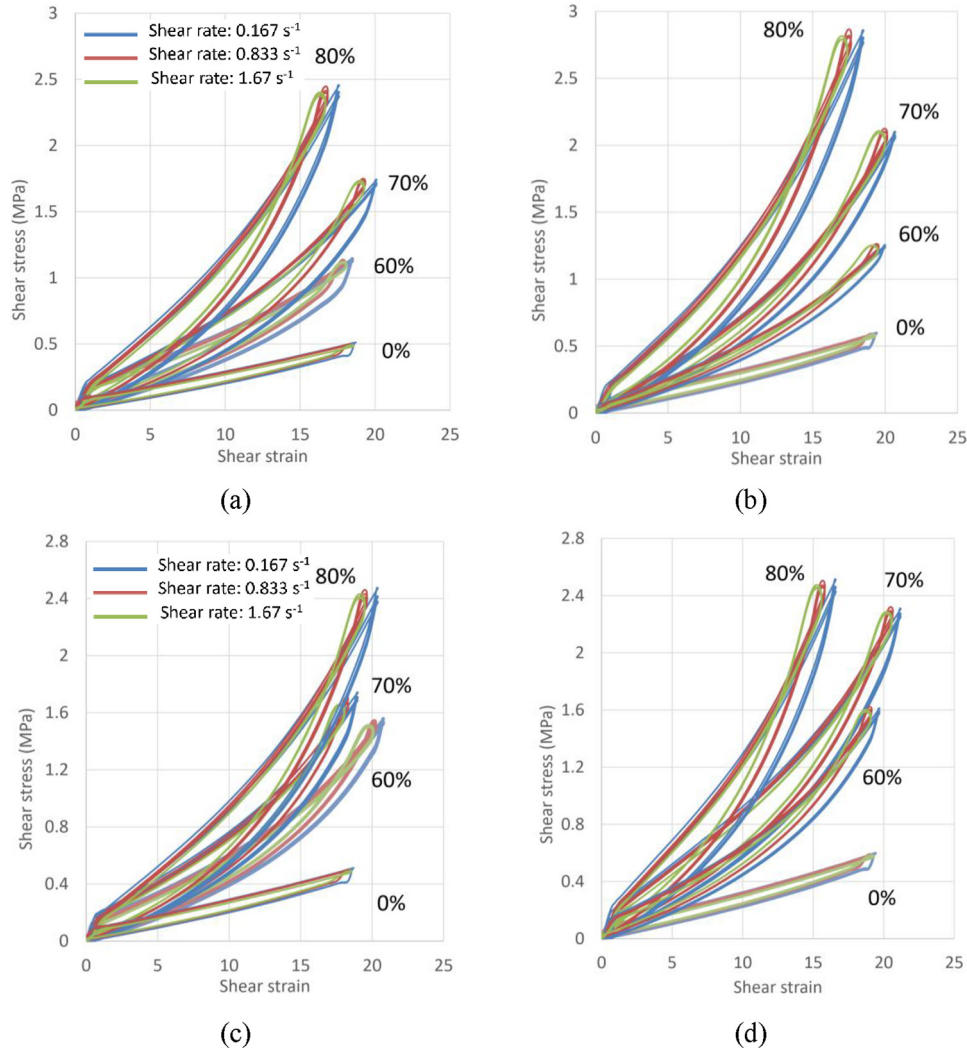 3
2.5
2
1.5
1
0.5
0
0 5 10 15 20 25
Shear stress (MPa)
Shear strain
Shear rate: 0.167 s⁻¹
Shear rate: 0.833 s⁻¹
Shear rate: 1.67 s⁻¹
80%
70%
60%
0%
(a)
3
2.5
2
1.5
1
0.5
0
0 5 10 15 20 25
Shear stress (MPa)
Shear strain
80%
70%
60%
0%
(b)
2.8
2.4
2
1.6
1.2
0.8
0.4
0
0 5 10 15 20 25
Shear stress (MPa)
Shear strain
Shear rate: 0.167 s⁻¹
Shear rate: 0.833 s⁻¹
Shear rate: 1.67 s⁻¹
80%
70%
60%
0%
(c)
2.8
2.4
2
1.6
1.2
0.8
0.4
0
0 5 10 15 20 25
Shear stress (MPa)
Shear strain
80%
70%
60%
0%
(d)